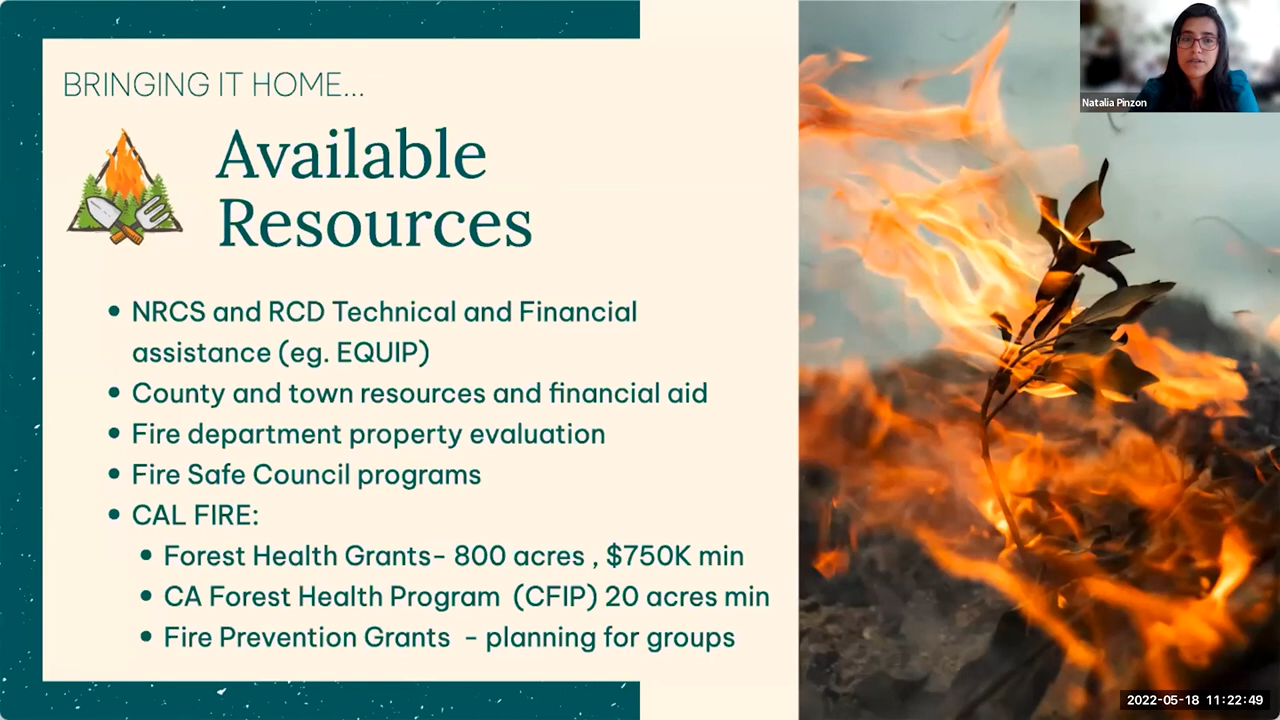 BRINGING IT HOME...
Available
Resources
• NRCS and RCD Technical and Financial
assistance (eg. EQUIP)
• County and town resources and financial aid
• Fire department property evaluation
• Fire Safe Council programs
• CAL FIRE:
• Forest Health Grants- 800 acres , $750K min
• CA Forest Health Program (CFIP) 20 acres min
• Fire Prevention Grants - planning for groups
Natalia Pinzon
2022-05-18 11:22:49